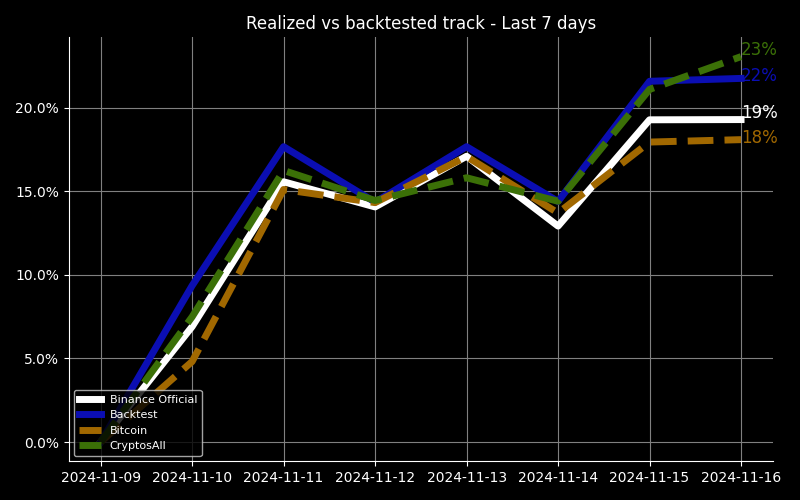 Realized vs backtested track - Last 7 days
23%
22%
20.0%
19%
18%
15.0%
10.0%
5.0%
Binance Official
Backtest
Bitcoin
0.0%
CryptosAll
2024-11-09 2024-11-10 2024-11-11 2024-11-12 2024-11-13 2024-11-14 2024-11-15 2024-11-16